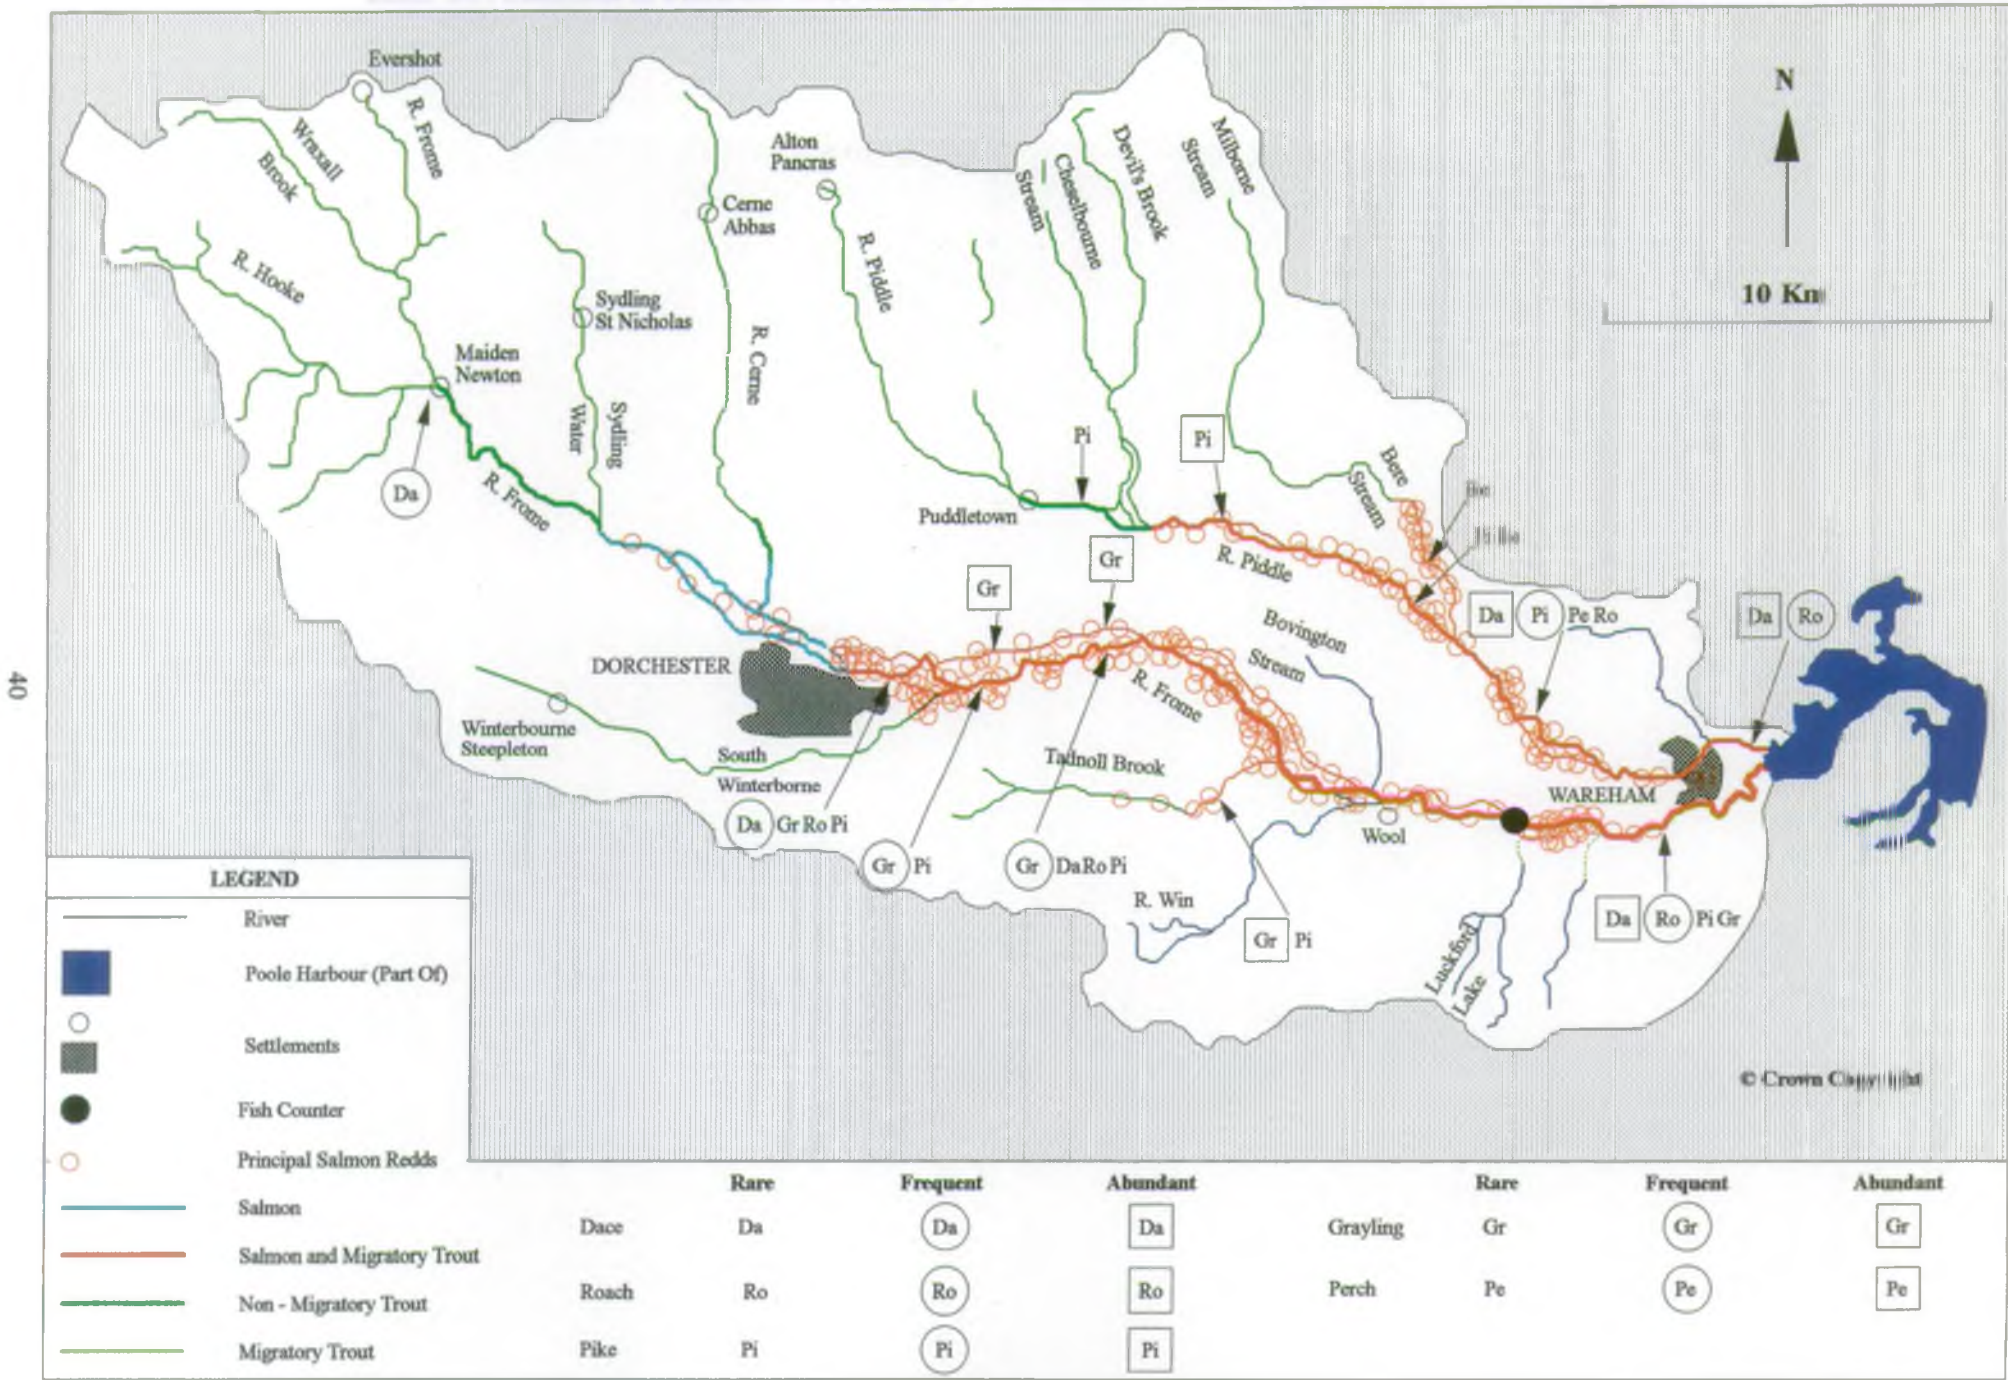 Evershot
R. Frome
Wraxall
Brook
R. Hooke
Maiden
Newton
Da
R. Frome
Sydling
St Nicholas
Sydling
Water
Cerne
Abbas
R. Cerne
Alton
Pancras
R. Piddle
Puddletown
Pi
Cheselbourne
Stream
Devil's Brook
Milborne
Stream
Pi
Bere
Stream
R. Piddle
N
10 Km
Gr
Gr
DORCHESTER
Winterbourne
Steepleton
South
Winterborne
Da Gr Ro Pi
Gr Pi
Gr Da Ro Pi
Tadnoll Brook
R. Frome
Bovington
Stream
Da Pi Pe Ro
Da Ro
WAREHAM
Wool
R. Win
Gr Pi
Luckford
Lake
Da Ro Pi Gr
© Crown Copyright
40
LEGEND
River
Poole Harbour (Part Of)
Settlements
Fish Counter
Principal Salmon Redds
Salmon
Salmon and Migratory Trout
Non - Migratory Trout
Migratory Trout
Rare Frequent Abundant Rare Frequent Abundant
Dace Da Da Da Grayling Gr Gr Gr
Roach Ro Ro Ro Perch Pe Pe Pe
Pike Pi Pi Pi